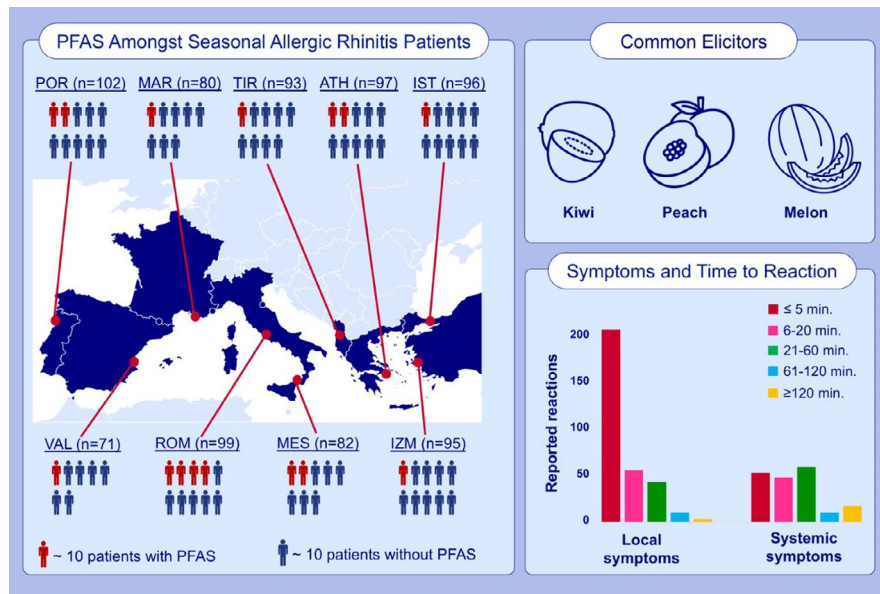 PFAS Amongst Seasonal Allergic Rhinitis Patients
POR (n=102) MAR (n=80) TIR (n=93) ATH (n=97) IST (n=96)
VAL (n=71) ROM (n=99) MES (n=82) IZM (n=95)
~ 10 patients with PFAS ~ 10 patients without PFAS
Common Elicitors
Kiwi Peach Melon
Symptoms and Time to Reaction
≤ 5 min.
6-20 min.
21-60 min.
61-120 min.
≥120 min.
Reported reactions
200
150
100
50
0
Local symptoms
Systemic symptoms